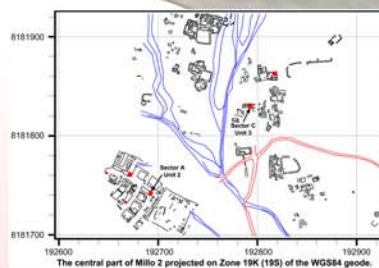 8181900
8181800
8181700
Sector C
Unit 3
Sector A
Unit 2
192600
192700
192800
192900
The central part of Millo 2 projected on Zone 19K (19S) of the WGS84 geode.